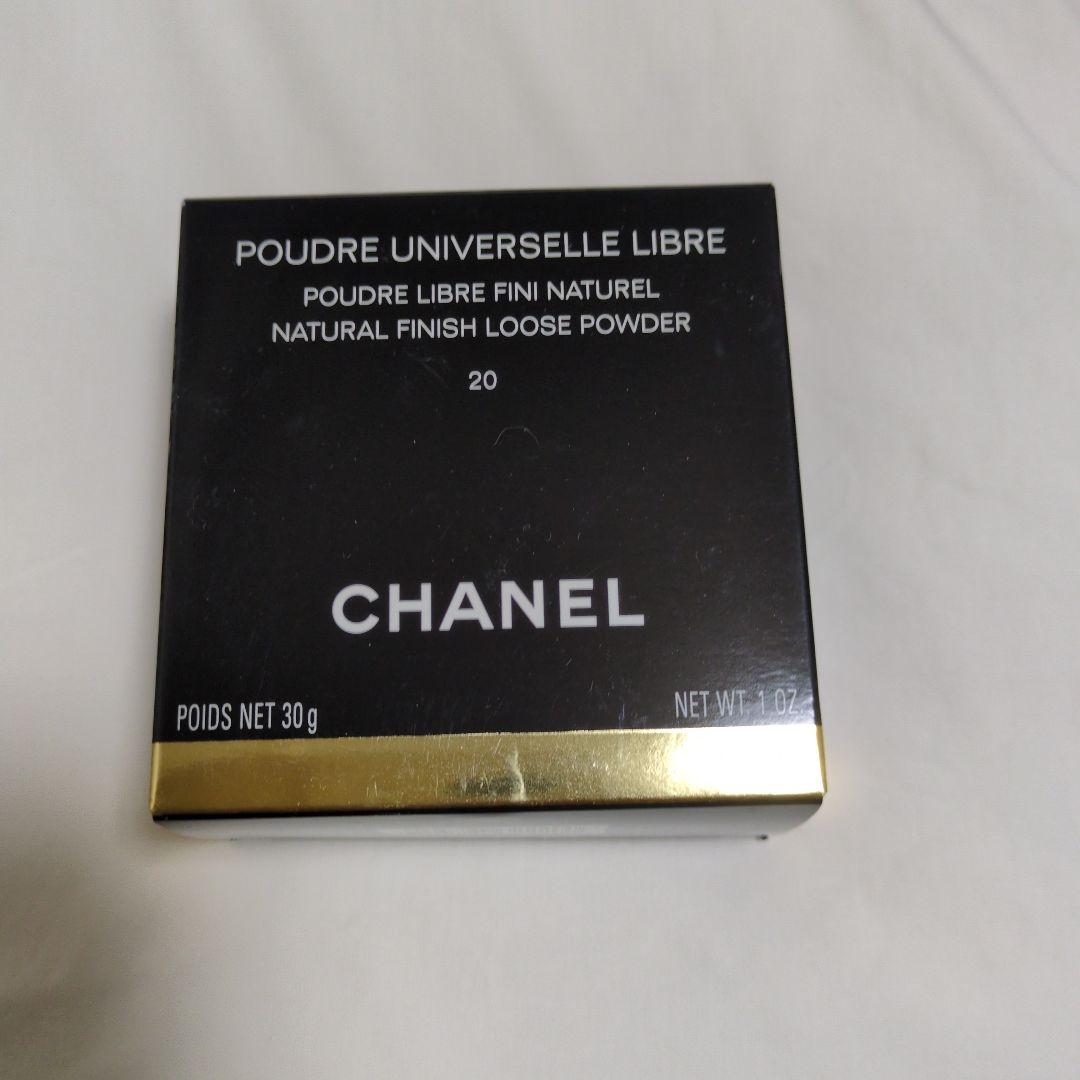 POUDRE UNIVERSELLE LIBRE
POUDRE LIBRE FINI NATUREL
NATURAL FINISH LOOSE POWDER
20
CHANEL
POIDS NET 30 g
NET WT. 1 OZ.